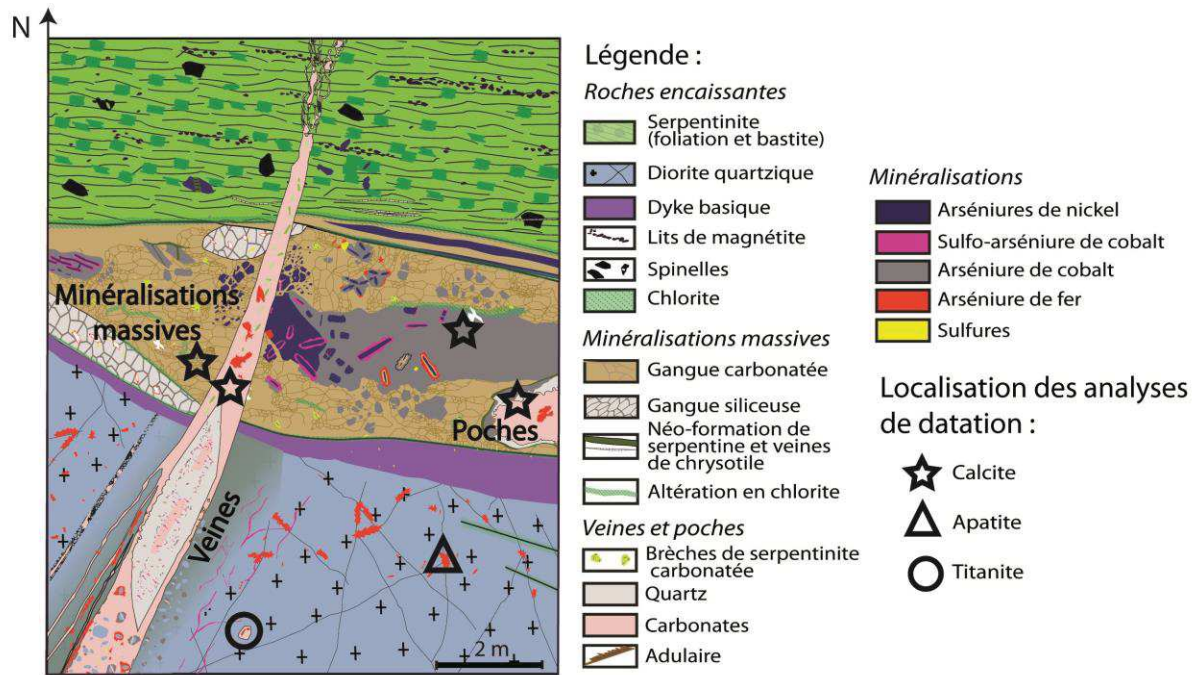 N
Minéralisations
massives
Poches
Veines
2 m
Légende :
Roches encaissantes
Serpentinite
(foliation et bastite)
Diorite quartzique
Dyke basique
Lits de magnétite
Spinelles
Chlorite
Minéralisations massives
Gangue carbonatée
Gangue siliceuse
Néo-formation de
serpentine et veines
de chrysotile
Altération en chlorite
Veines et poches
Brèches de serpentinite
carbonatée
Quartz
Carbonates
Adulaire
Minéralisations
Arséniures de nickel
Sulfo-arséniure de cobalt
Arséniure de cobalt
Arséniure de fer
Sulfures
Localisation des analyses
de datation :
Calcite
Apatite
Titanite